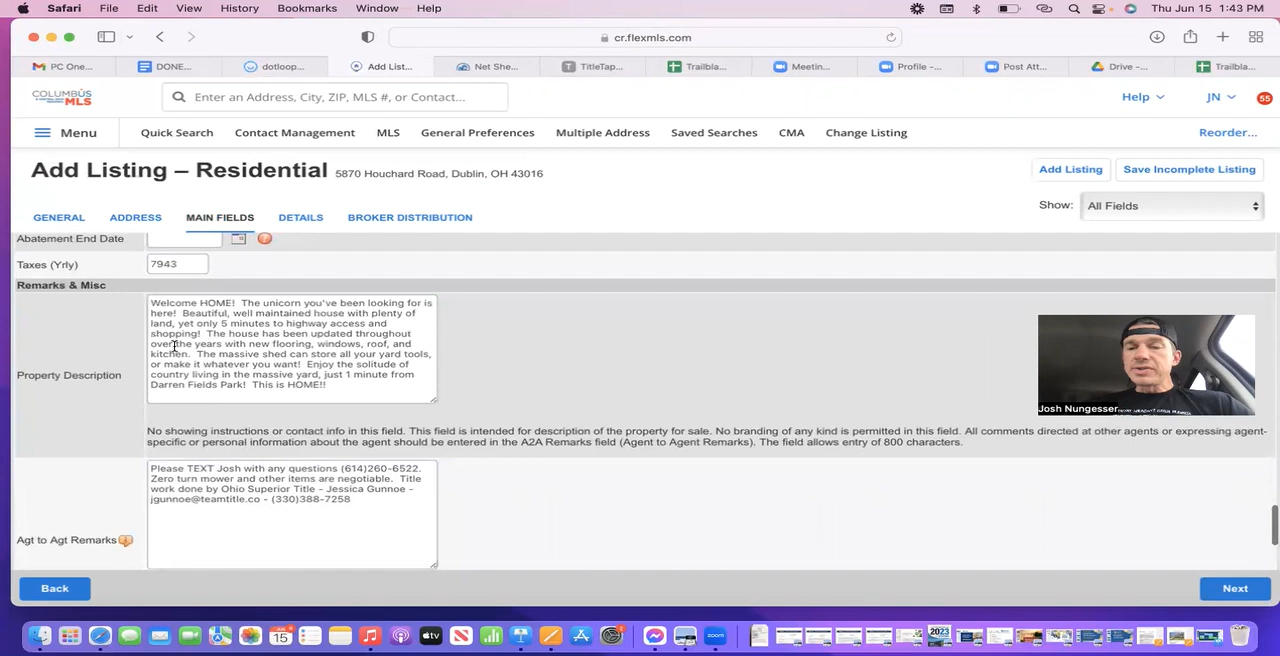 Safari File Edit View History Bookmarks Window Help Thu Jun 15 1:43 PM
cr.flexmls.com
PC One... DONE... dotloop... Add List... Net She... TitleTap... Trailbla... Meetin... Profile -... Post Att... Drive -... Trailbla...
COLUMBUS
MLS
Enter an Address, City, ZIP, MLS #, or Contact...
Help JN 55
Menu Quick Search Contact Management MLS General Preferences Multiple Address Saved Searches CMA Change Listing Reorder...
Add Listing – Residential 5870 Houchard Road, Dublin, OH 43016
Add Listing Save Incomplete Listing
Show: All Fields
GENERAL ADDRESS MAIN FIELDS DETAILS BROKER DISTRIBUTION
Abatement End Date
Taxes (Yrly) 7943
Remarks & Misc
Property Description
Welcome HOME! The unicorn you've been looking for is
here! Beautiful, well maintained house with plenty of
land, yet only 5 minutes to highway access and
shopping! The house has been updated throughout
over the years with new flooring, windows, roof, and
kitchen. The massive shed can store all your yard tools,
or make it whatever you want! Enjoy the solitude of
country living in the massive yard, just 1 minute from
Darren Fields Park! This is HOME!!
Josh Nungesser
No showing instructions or contact info in this field. This field is intended for description of the property for sale. No branding of any kind is permitted in this field. All comments directed at other agents or expressing agent-
specific or personal information about the agent should be entered in the A2A Remarks field (Agent to Agent Remarks). The field allows entry of 800 characters.
Agt to Agt Remarks
Please TEXT Josh with any questions (614)260-6522.
Zero turn mower and other items are negotiable. Title
work done by Ohio Superior Title - Jessica Gunnoe -
jgunnoe@teamtitle.co - (330)388-7258
Back Next